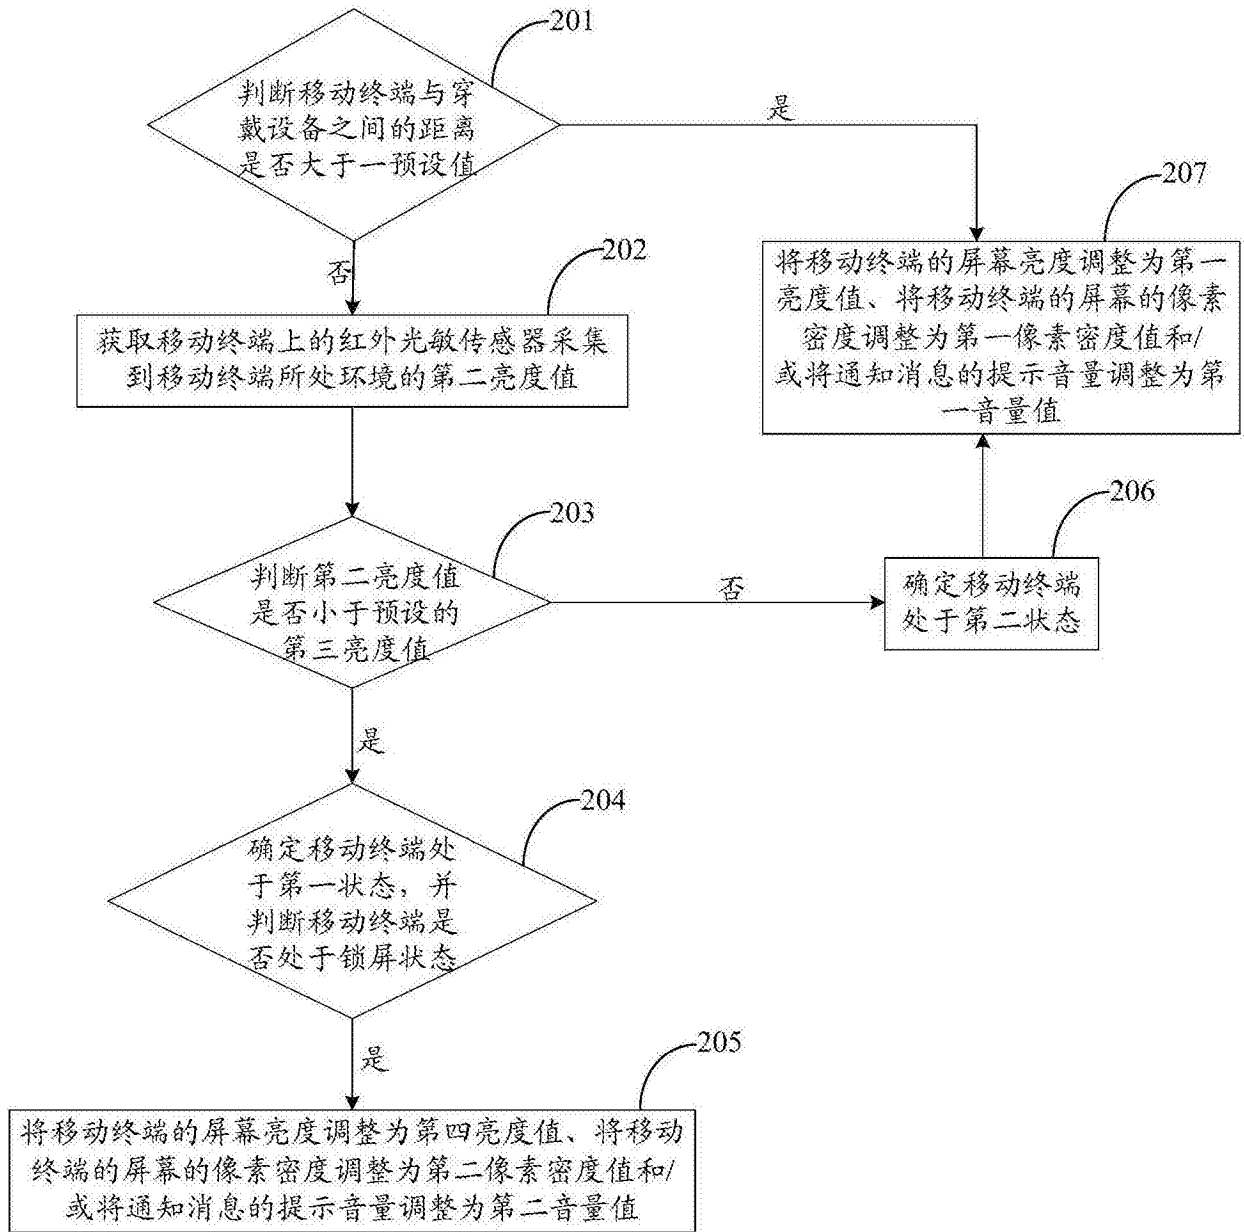 201
判断移动终端与穿
戴设备之间的距离
是否大于一预设值
是
207
将移动终端的屏幕亮度调整为第一
亮度值、将移动终端的屏幕的像素
密度调整为第一像素密度值和/
或将通知消息的提示音量调整为第
一音量值
否
202
获取移动终端上的红外光敏传感器采集
到移动终端所处环境的第二亮度值
203
判断第二亮度值
是否小于预设的
第三亮度值
否
206
确定移动终端
处于第二状态
是
204
确定移动终端处
于第一状态，并
判断移动终端是
否处于锁屏状态
是
205
将移动终端的屏幕亮度调整为第四亮度值、将移动
终端的屏幕的像素密度调整为第二像素密度值和/
或将通知消息的提示音量调整为第二音量值